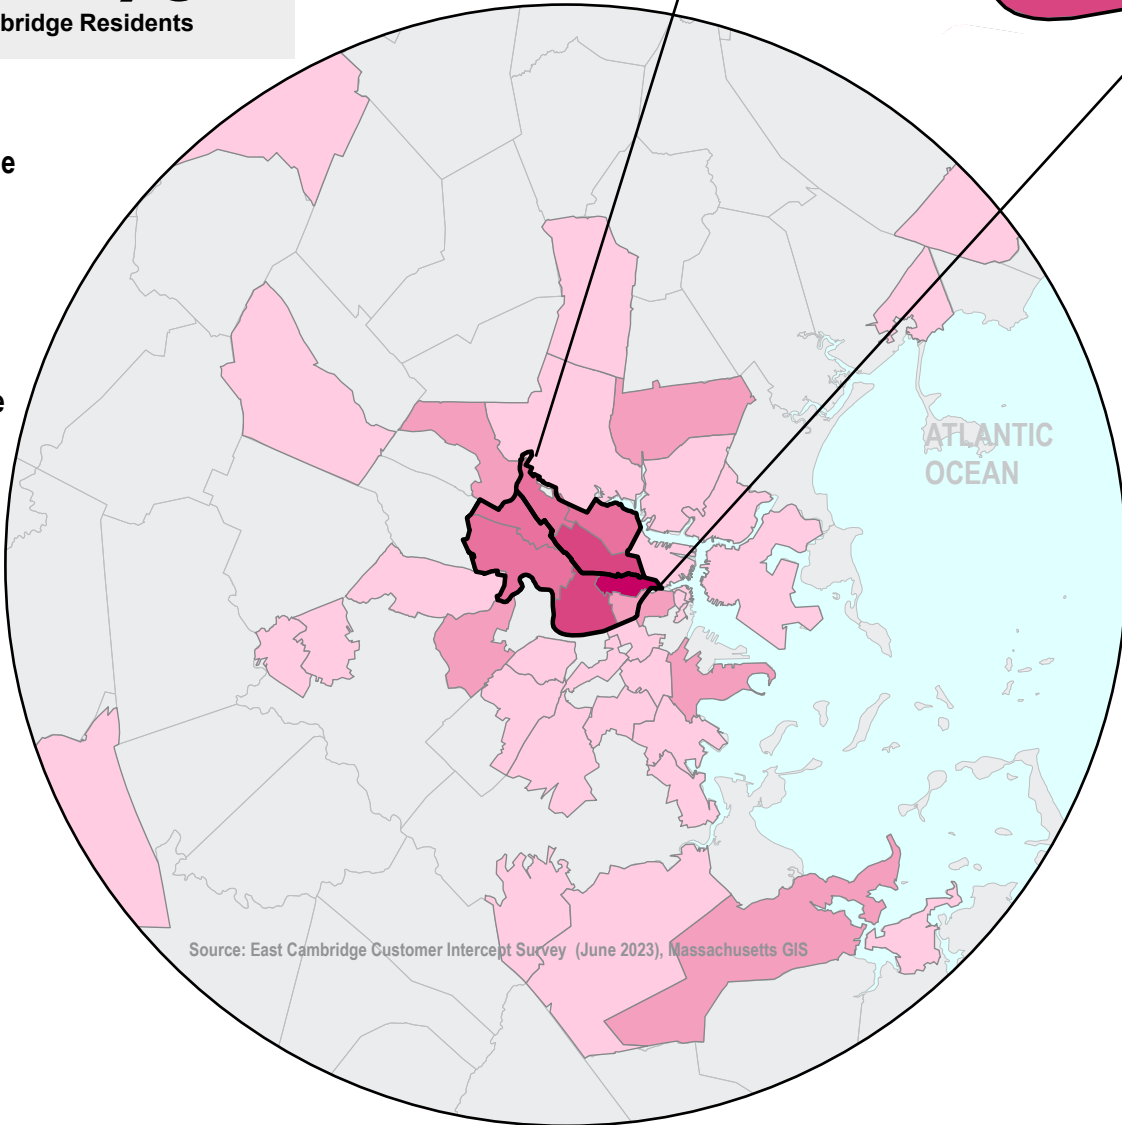 bridge Residents
e
e
ATLANTIC
OCEAN
Source: East Cambridge Customer Intercept Survey (June 2023), Massachusetts GIS